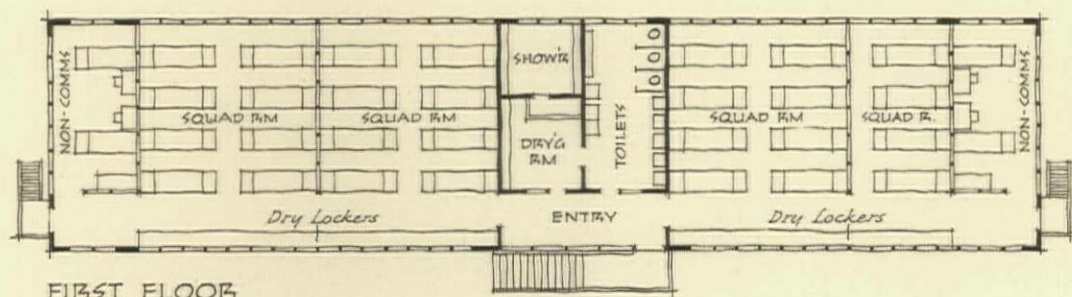 NON-COMMS
SQUAD RM
SQUAD RM
SHOW'R
DRY'G
RM
TOILETS
SQUAD RM
SQUAD R.
NON-COMMS
Dry Lockers
ENTRY
Dry Lockers
FIRST FLOOR